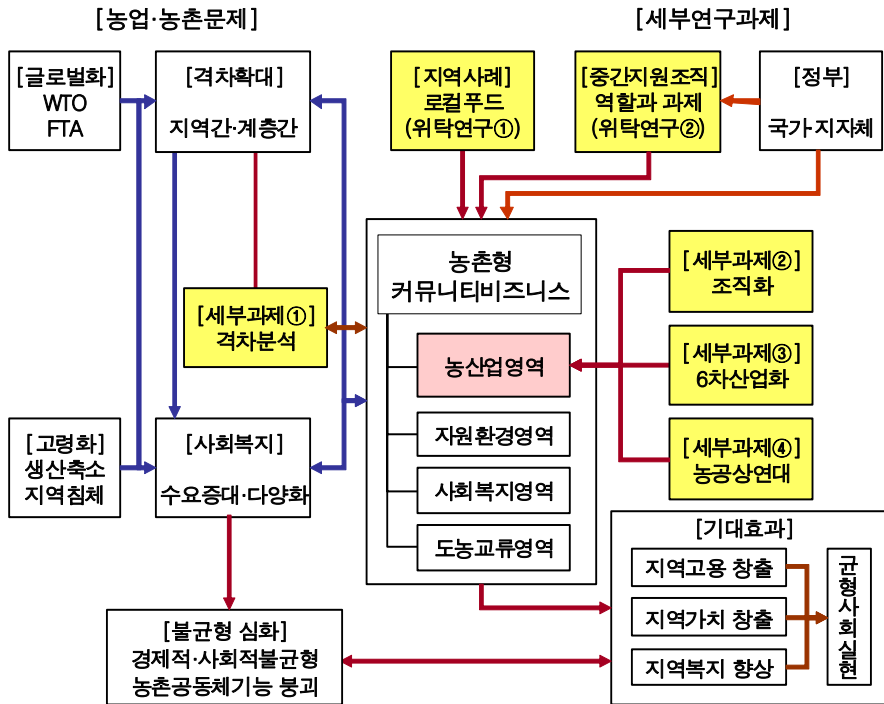 [농업·농촌문제]
[세부연구과제]
[글로벌화]
WTO
FTA
[격차확대]
지역간·계층간
[지역사례]
로컬푸드
(위탁연구①)
[중간지원조직]
역할과 과제
(위탁연구②)
[정부]
국가·지자체
농촌형
커뮤니티비즈니스
[세부과제①]
격차분석
농산업영역
자원환경영역
사회복지영역
도농교류영역
[세부과제②]
조직화
[세부과제③]
6차산업화
[세부과제④]
농공상연대
[고령화]
생산축소
지역침체
[사회복지]
수요증대·다양화
[불균형 심화]
경제적·사회적불균형
농촌공동체기능 붕괴
[기대효과]
지역고용 창출
지역가치 창출
지역복지 향상
균형사회실현